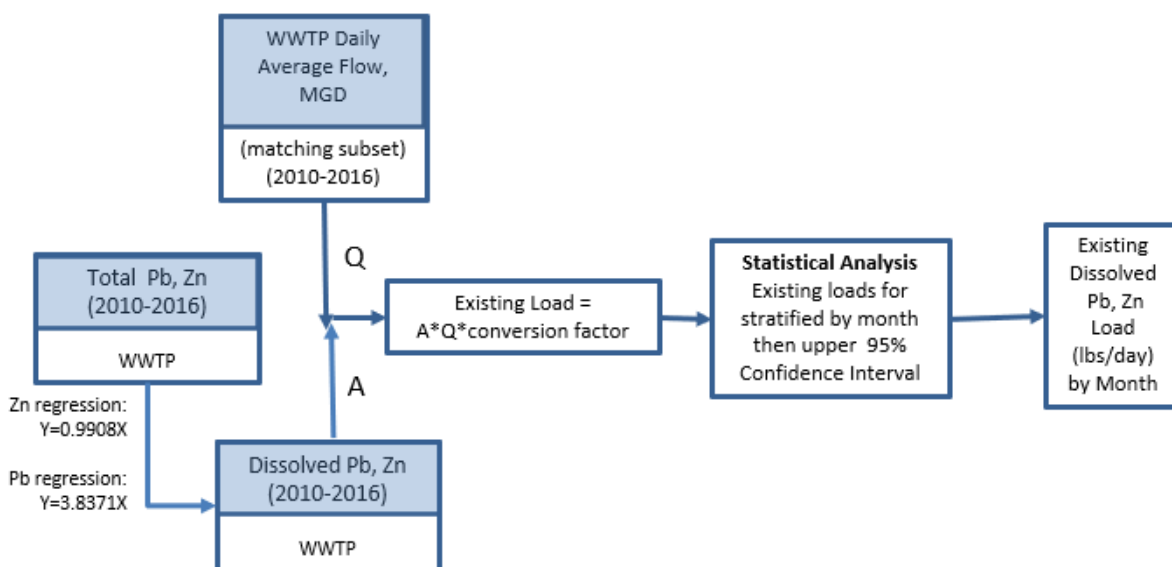 WWTP Daily
Average Flow,
MGD
(matching subset)
(2010-2016)
Q
Total Pb, Zn
(2010-2016)
WWTP
Zn regression:
Y=0.9908X
Pb regression:
Y=3.8371X
A
Dissolved Pb, Zn
(2010-2016)
WWTP
Existing Load =
A*Q*conversion factor
Statistical Analysis
Existing loads for
stratified by month
then upper 95%
Confidence Interval
Existing
Dissolved
Pb, Zn
Load
(lbs/day)
by Month